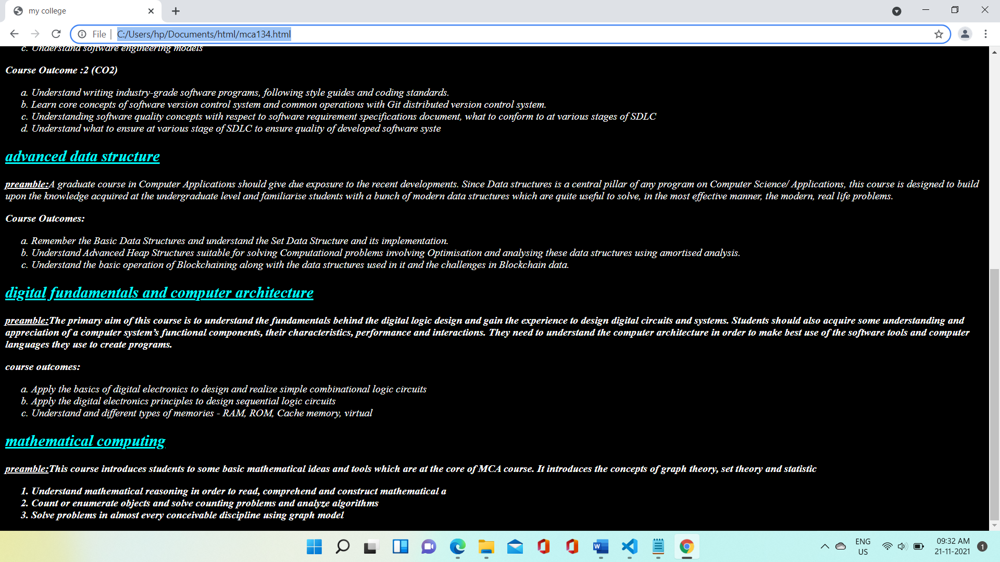 my college
File
C:/Users/hp/Documents/html/mca134.html
c. Understand software engineering models
Course Outcome :2 (CO2)
a. Understand writing industry-grade software programs, following style guides and coding standards.
b. Learn core concepts of software version control system and common operations with Git distributed version control system.
c. Understanding software quality concepts with respect to software requirement specifications document, what to conform to at various stages of SDLC
d. Understand what to ensure at various stage of SDLC to ensure quality of developed software syste
advanced data structure
preamble:A graduate course in Computer Applications should give due exposure to the recent developments. Since Data structures is a central pillar of any program on Computer Science/ Applications, this course is designed to build
upon the knowledge acquired at the undergraduate level and familiarise students with a bunch of modern data structures which are quite useful to solve, in the most effective manner, the modern, real life problems.
Course Outcomes:
a. Remember the Basic Data Structures and understand the Set Data Structure and its implementation.
b. Understand Advanced Heap Structures suitable for solving Computational problems involving Optimisation and analysing these data structures using amortised analysis.
c. Understand the basic operation of Blockchaining along with the data structures used in it and the challenges in Blockchain data.
digital fundamentals and computer architecture
preamble:The primary aim of this course is to understand the fundamentals behind the digital logic design and gain the experience to design digital circuits and systems. Students should also acquire some understanding and
appreciation of a computer system’s functional components, their characteristics, performance and interactions. They need to understand the computer architecture in order to make best use of the software tools and computer
languages they use to create programs.
course outcomes:
a. Apply the basics of digital electronics to design and realize simple combinational logic circuits
b. Apply the digital electronics principles to design sequential logic circuits
c. Understand and different types of memories - RAM, ROM, Cache memory, virtual
mathematical computing
preamble:This course introduces students to some basic mathematical ideas and tools which are at the core of MCA course. It introduces the concepts of graph theory, set theory and statistic
1. Understand mathematical reasoning in order to read, comprehend and construct mathematical a
2. Count or enumerate objects and solve counting problems and analyze algorithms
3. Solve problems in almost every conceivable discipline using graph model
W
ENG
US
09:32 AM
21-11-2021
1